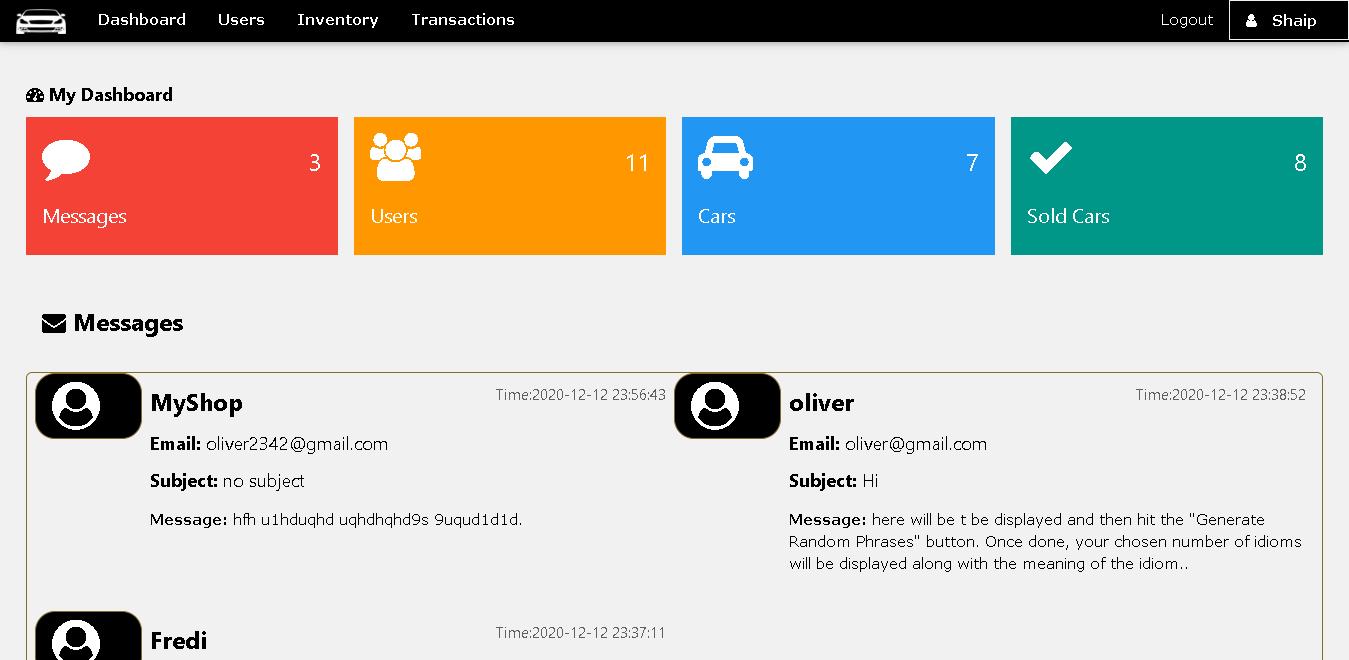 Dashboard Users Inventory Transactions Logout Shaip
My Dashboard
3
Messages
11
Users
7
Cars
8
Sold Cars
Messages
MyShop Time:2020-12-12 23:56:43
Email: oliver2342@gmail.com
Subject: no subject
Message: hfh u1hduqhd uqhdhqhd9s 9uqud1d1d.
oliver Time:2020-12-12 23:38:52
Email: oliver@gmail.com
Subject: Hi
Message: here will be t be displayed and then hit the "Generate
Random Phrases" button. Once done, your chosen number of idioms
will be displayed along with the meaning of the idiom..
Fredi Time:2020-12-12 23:37:11